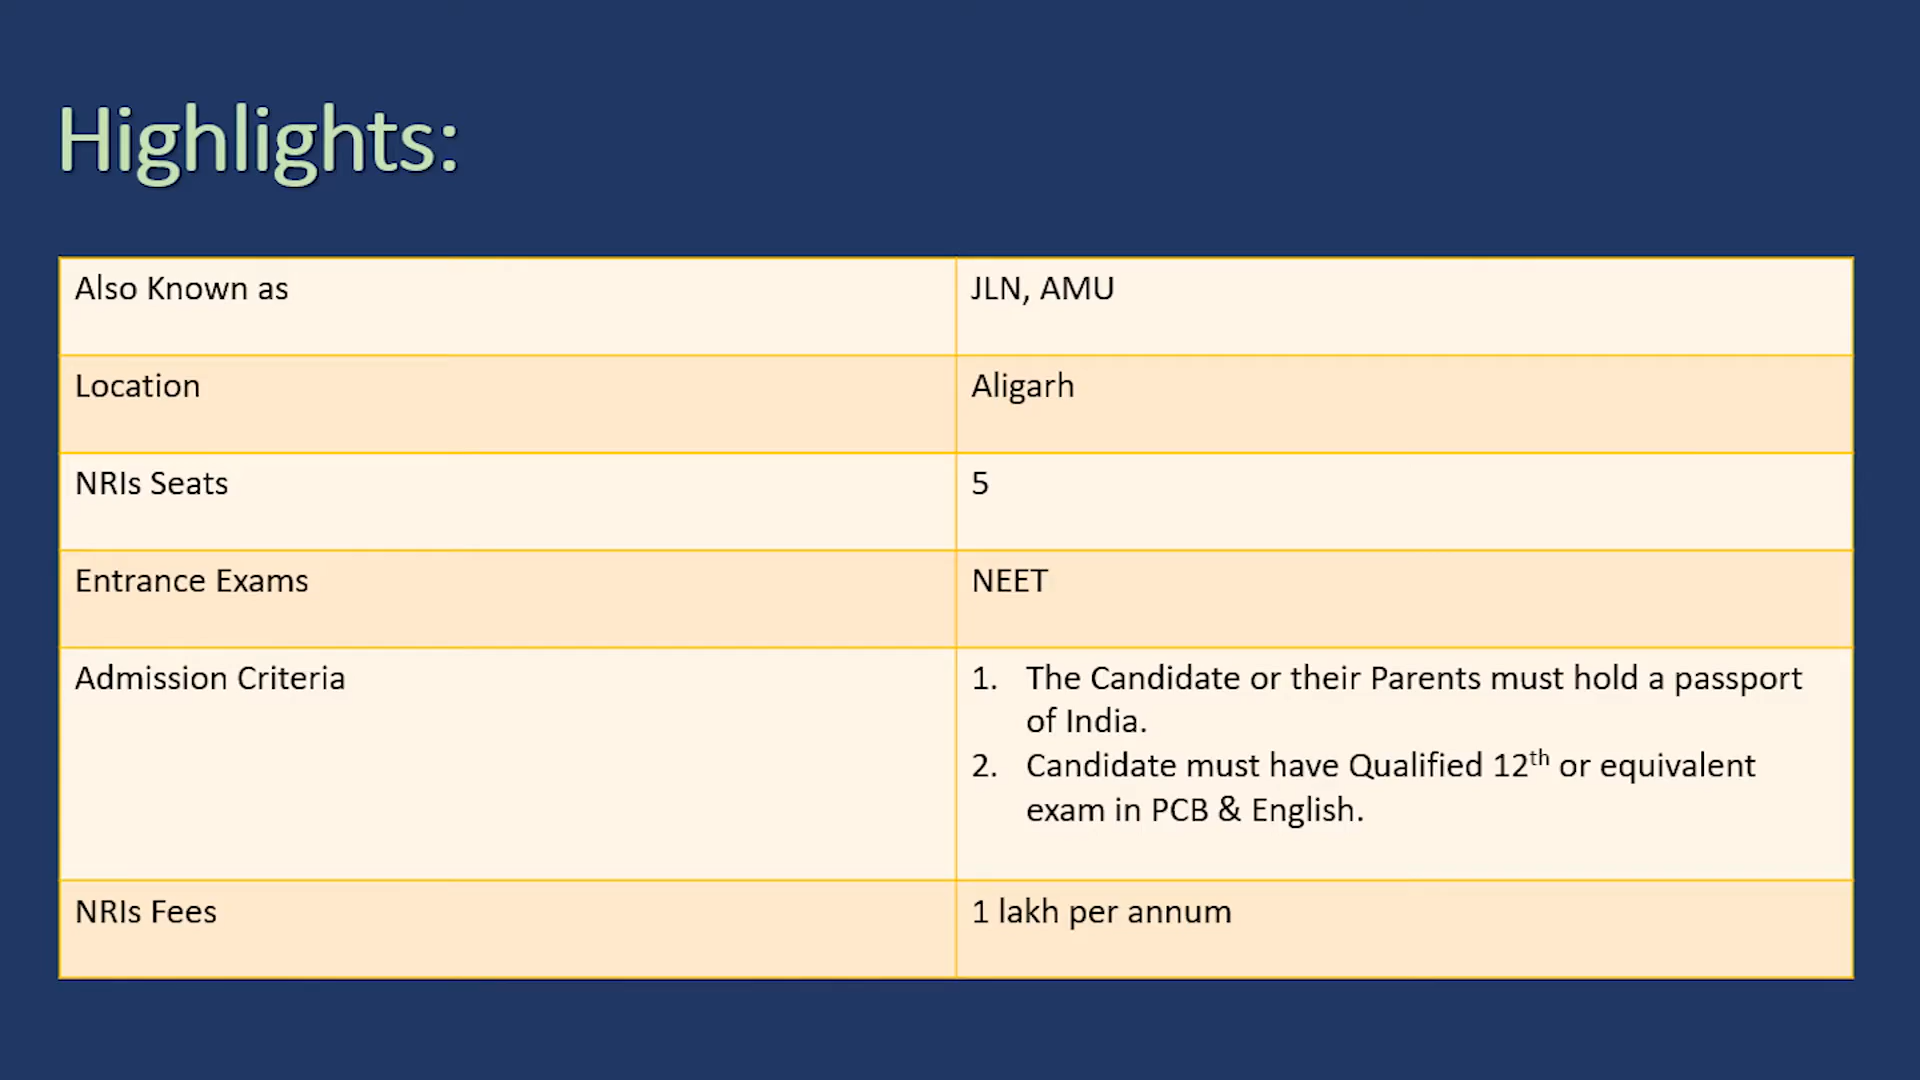 Highlights:
Also Known as
JLN, AMU
Location
Aligarh
NRIs Seats
5
Entrance Exams
NEET
Admission Criteria
1. The Candidate or their Parents must hold a passport
of India.
2. Candidate must have Qualified 12th or equivalent
exam in PCB & English.
NRIs Fees
1 lakh per annum